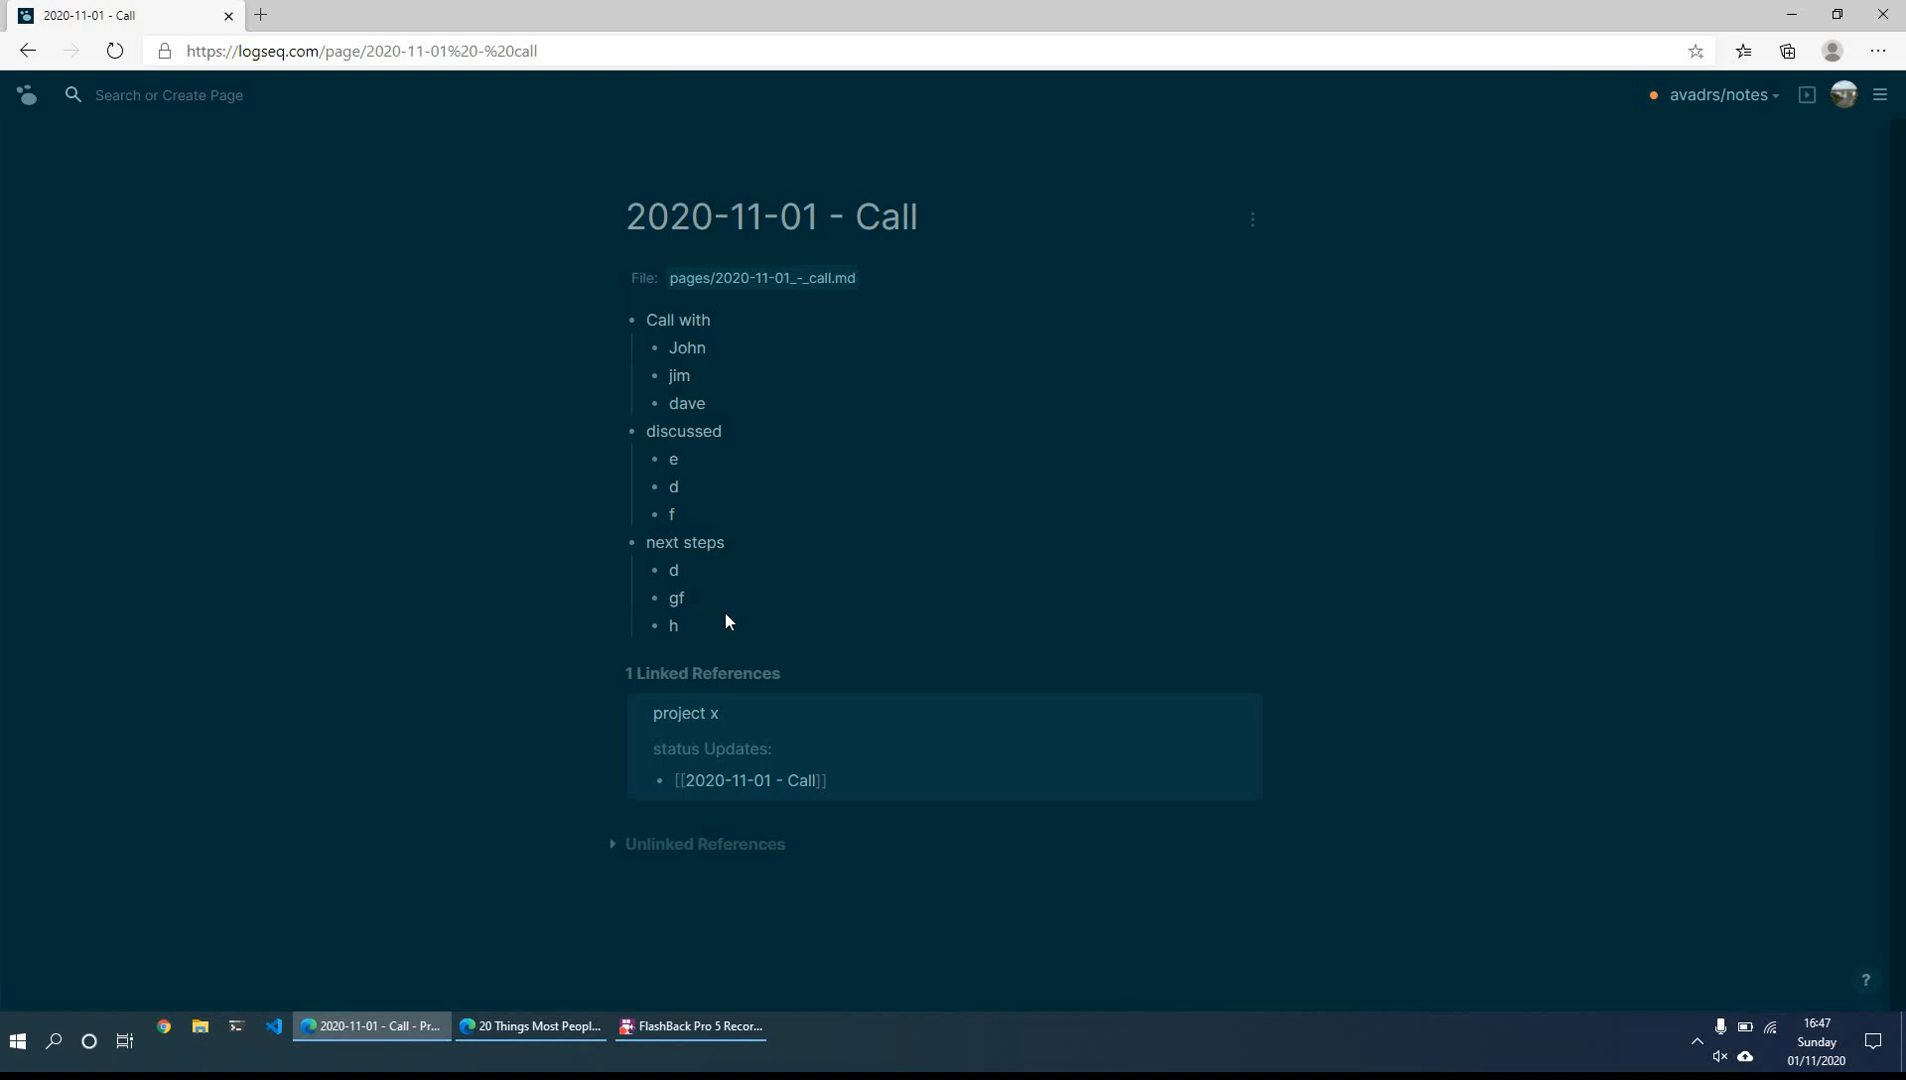 2020-11-01 - Call
https://logseq.com/page/2020-11-01%20-%20call
Search or Create Page
avadrs/notes
2020-11-01 - Call
File: pages/2020-11-01_-_call.md
Call with
John
jim
dave
discussed
e
d
f
next steps
d
gf
h
1 Linked References
project x
status Updates:
[[2020-11-01 - Call]]
Unlinked References
?
2020-11-01 - Call - Pr...
20 Things Most Peopl...
FlashBack Pro 5 Recor...
16:47
Sunday
01/11/2020